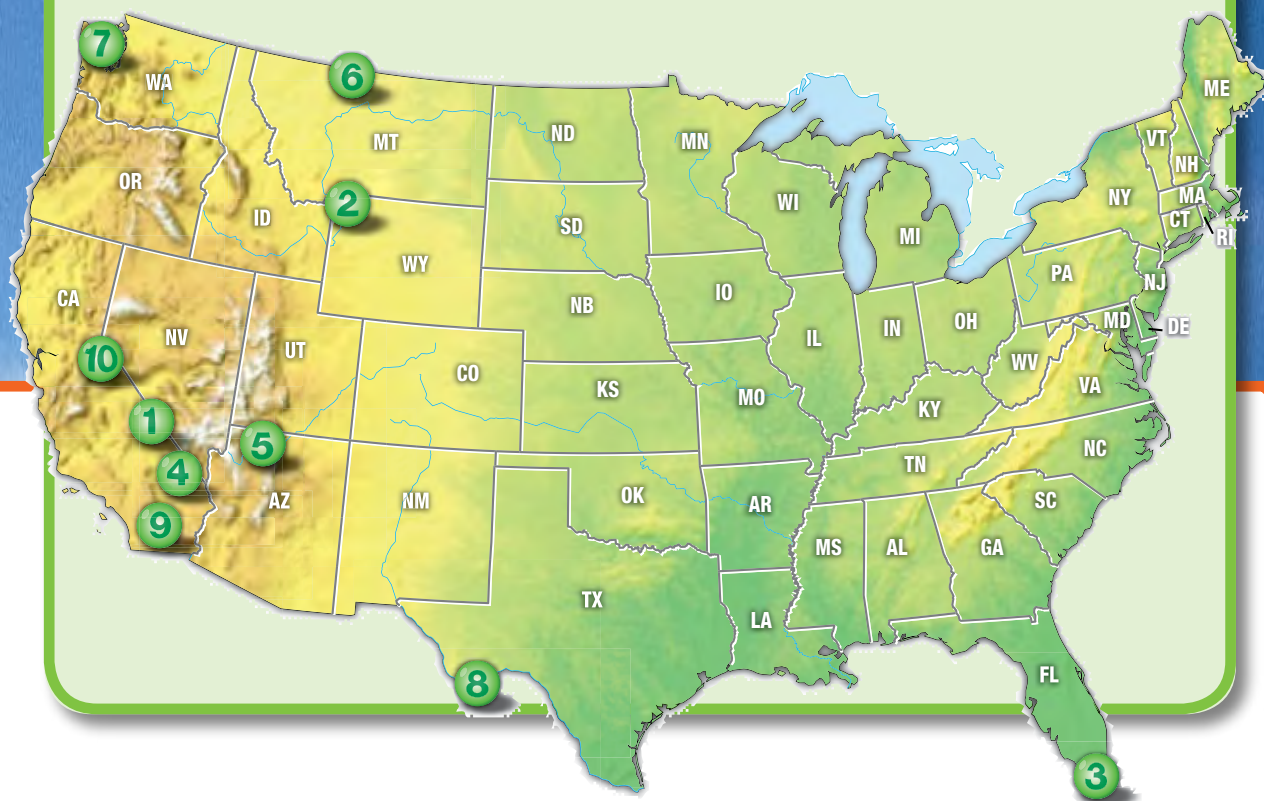 7
WA
6
MT
ND
MN
ME
VT
NH
OR
ID
2
SD
WI
MI
NY
MA
CT
RI
WY
CA
NB
IO
PA
NJ
NV
UT
IL
IN
OH
MD
DE
10
CO
KS
MO
WV
VA
KY
1
5
NC
4
AZ
NM
OK
AR
TN
SC
9
MS
AL
GA
TX
LA
8
FL
3